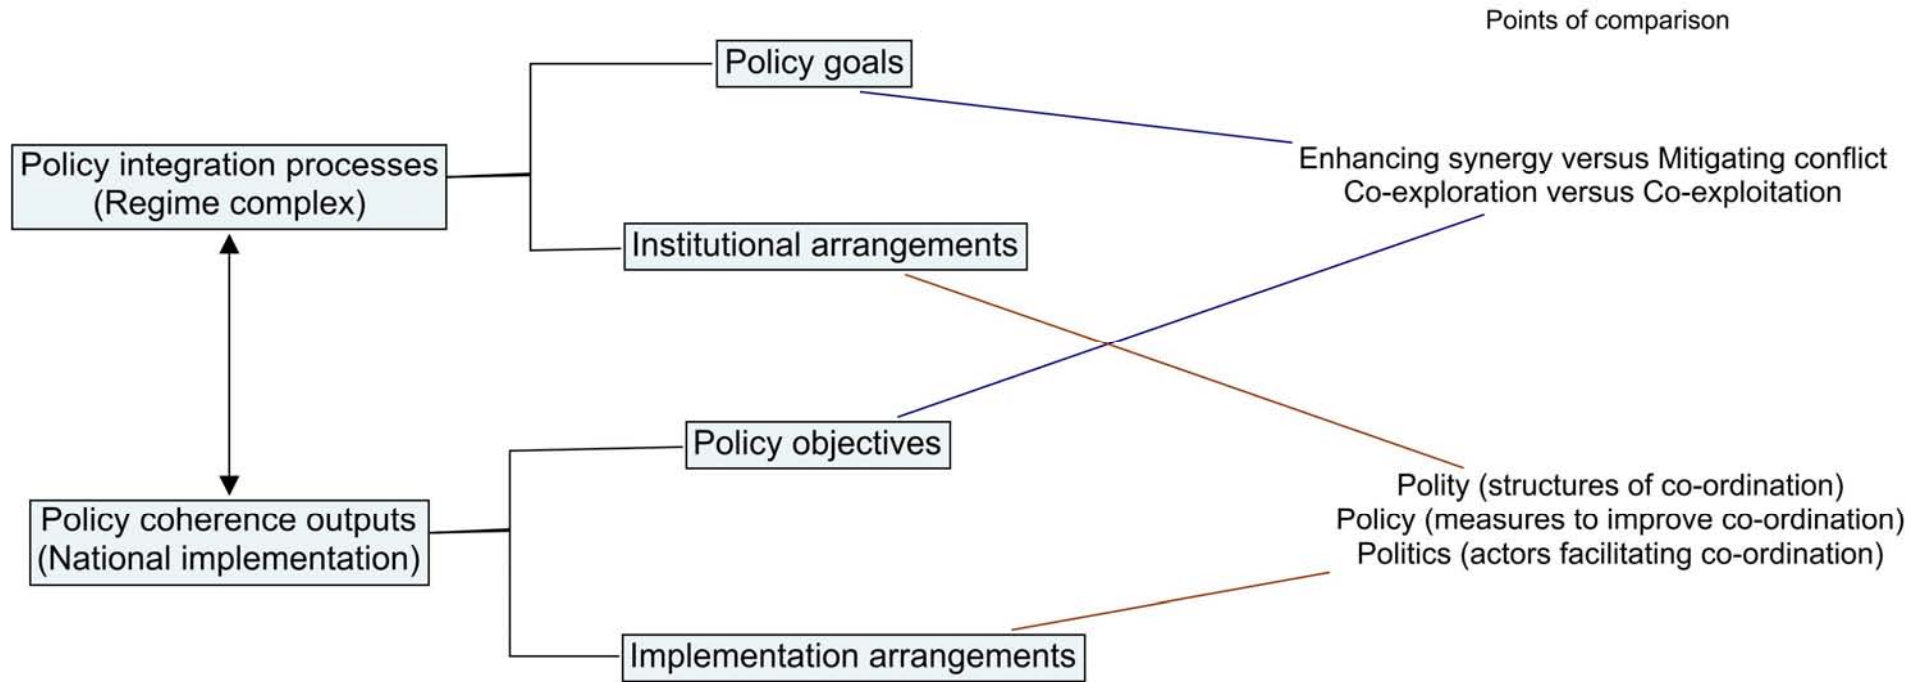 Points of comparison
Policy goals
Policy integration processes
(Regime complex)
Enhancing synergy versus Mitigating conflict
Co-exploration versus Co-exploitation
Institutional arrangements
Policy objectives
Policy coherence outputs
(National implementation)
Polity (structures of co-ordination)
Policy (measures to improve co-ordination)
Politics (actors facilitating co-ordination)
Implementation arrangements